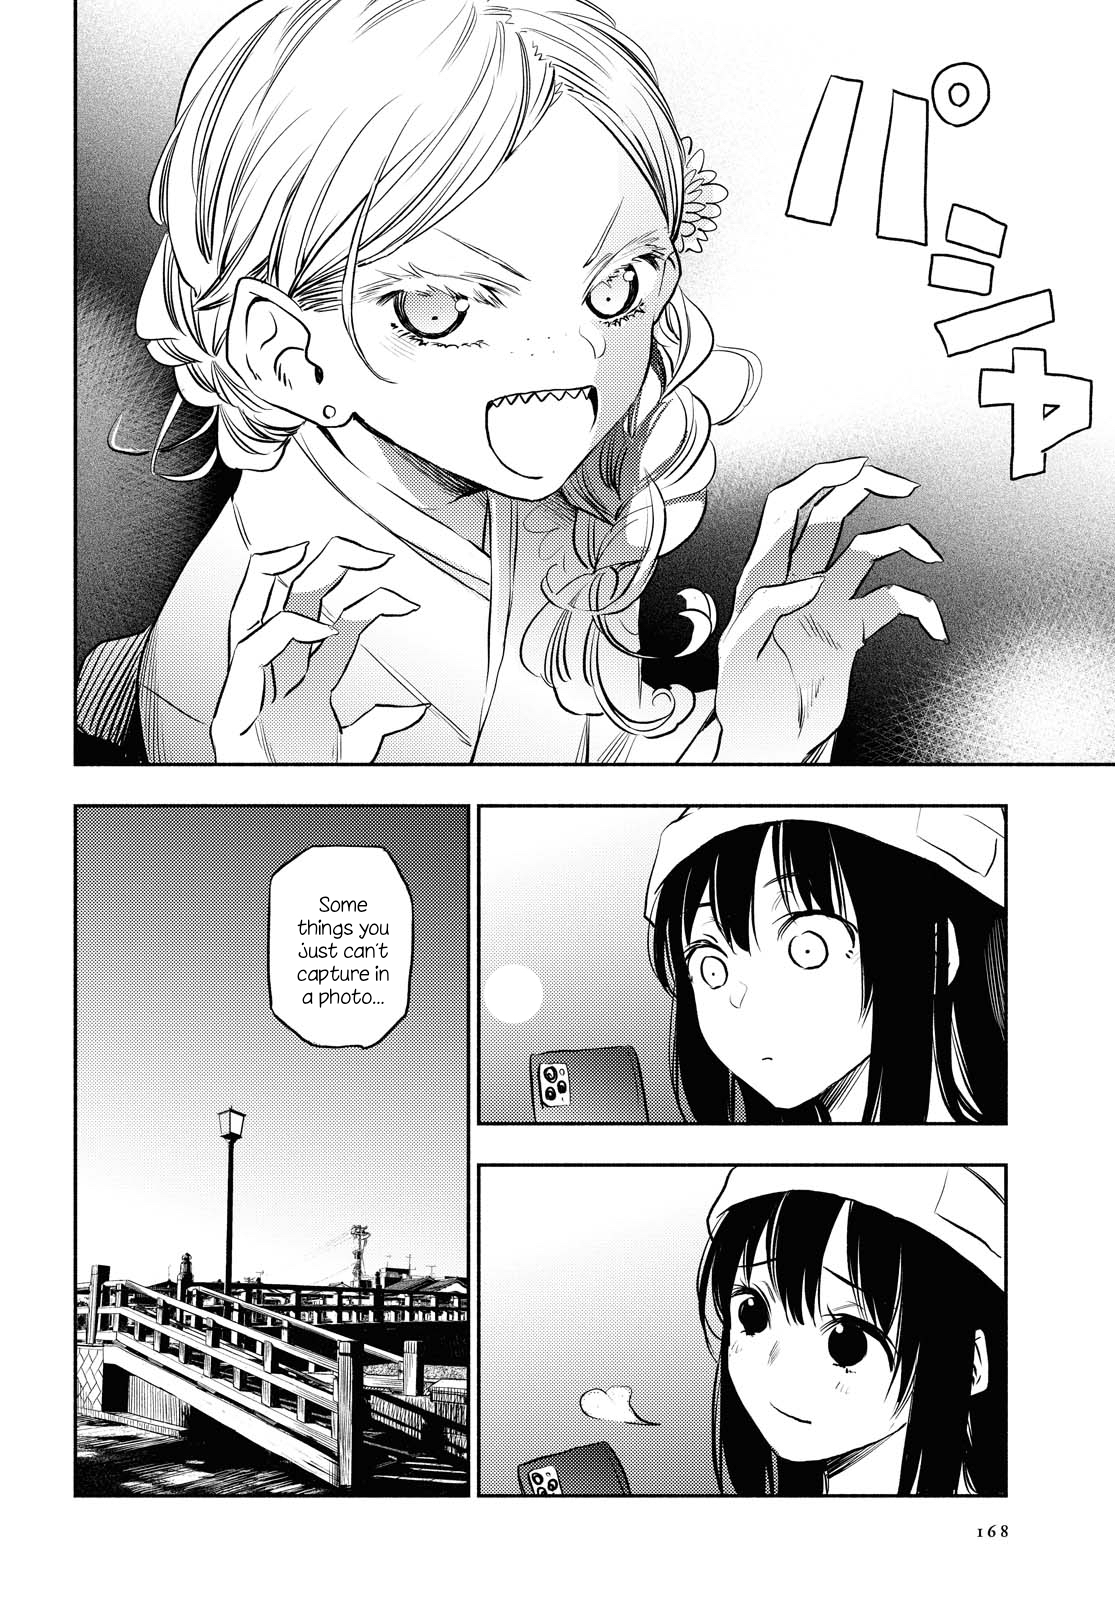 パシャ
Some
things you
just can't
capture in
a photo...
168